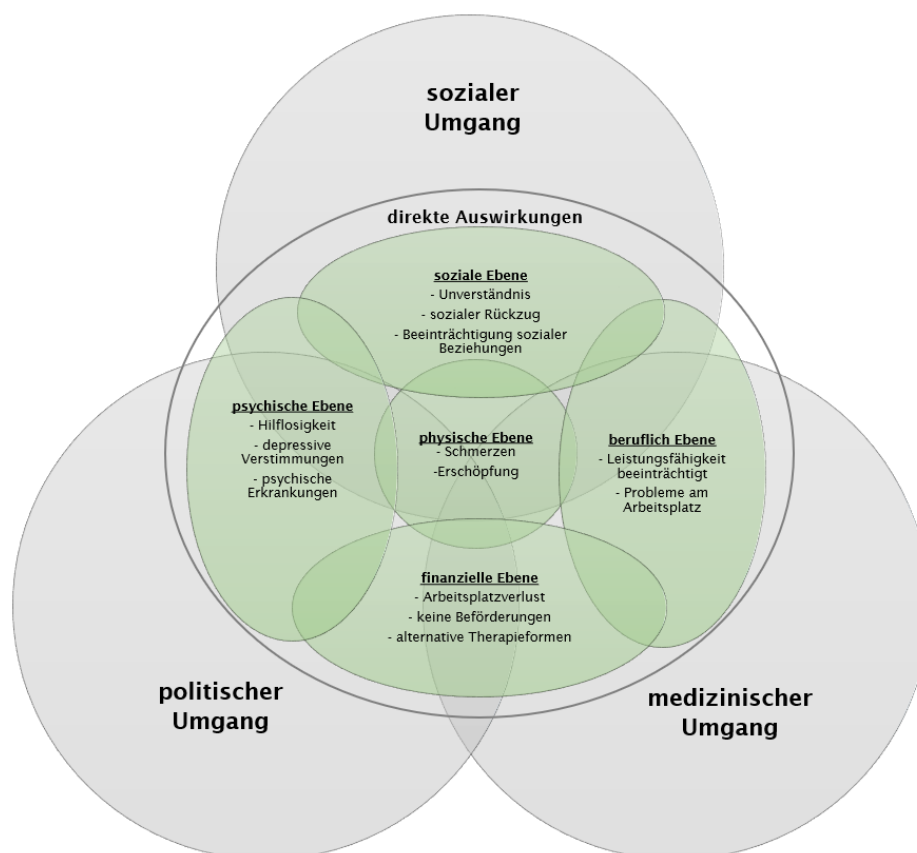 sozialer
Umgang
direkte Auswirkungen
soziale Ebene
- Unverständnis
- sozialer Rückzug
- Beeinträchtigung sozialer
Beziehungen
psychische Ebene
- Hilflosigkeit
- depressive
Verstimmungen
- psychische
Erkrankungen
physische Ebene
- Schmerzen
-Erschöpfung
beruflich Ebene
- Leistungsfähigkeit
beeinträchtigt
- Probleme am
Arbeitsplatz
finanzielle Ebene
- Arbeitsplatzverlust
- keine Beförderungen
- alternative Therapieformen
politischer
Umgang
medizinischer
Umgang